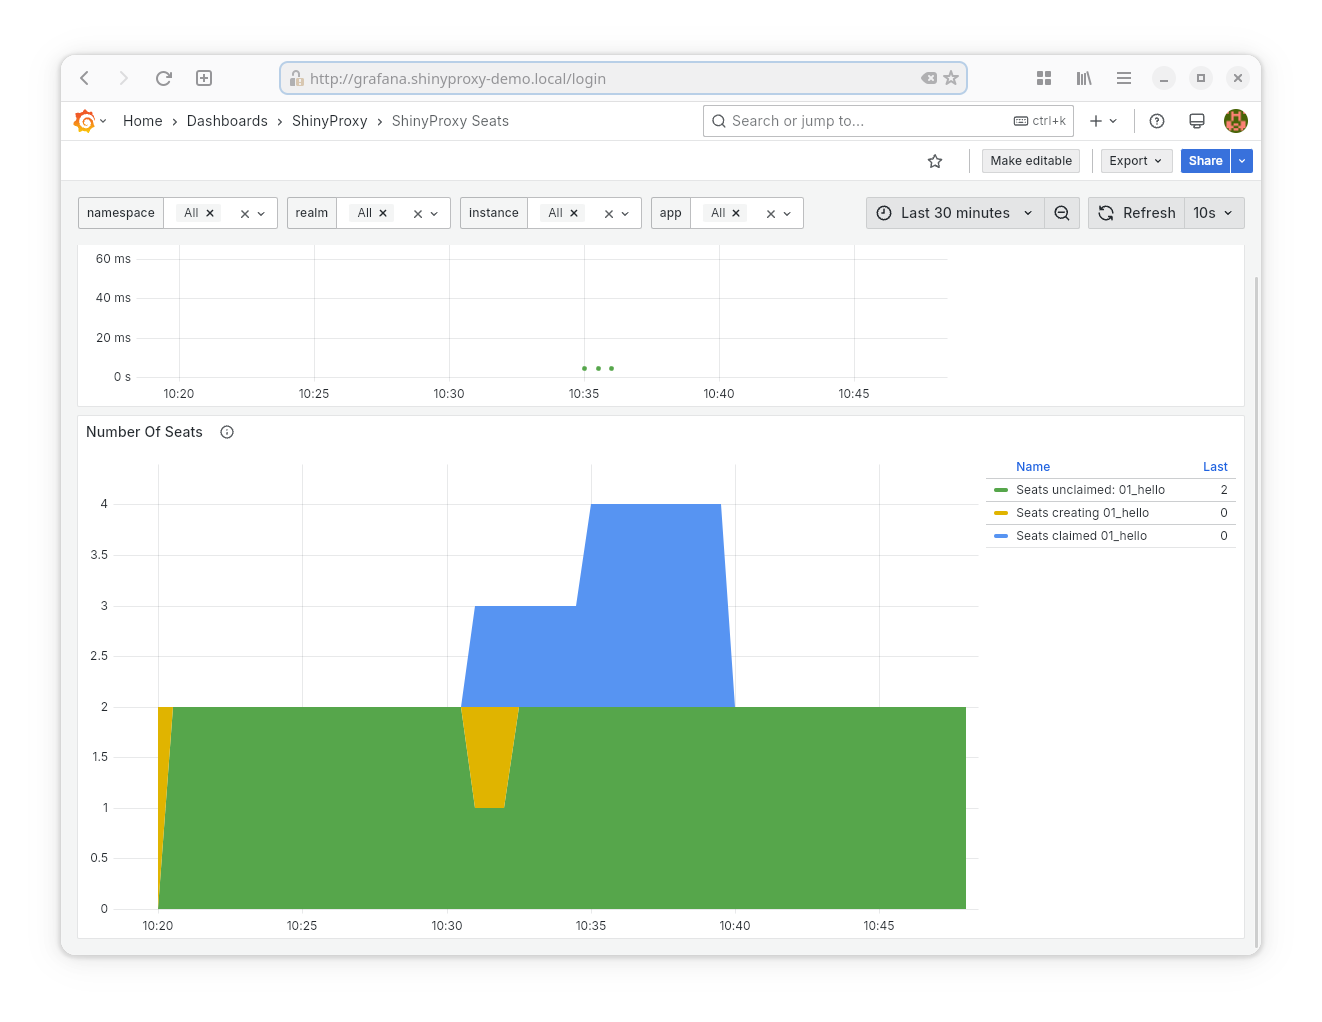 http://grafana.shinyproxy-demo.local/login
Home > Dashboards > ShinyProxy > ShinyProxy Seats
Search or jump to... ctrl+k
Make editable Export Share
namespace All realm All instance All app All Last 30 minutes Refresh 10s
60 ms
40 ms
20 ms
0 s
10:20 10:25 10:30 10:35 10:40 10:45
Number Of Seats
Name Last
Seats unclaimed: 01_hello 2
Seats creating 01_hello 0
Seats claimed 01_hello 0
4
3.5
3
2.5
2
1.5
1
0.5
0
10:20 10:25 10:30 10:35 10:40 10:45